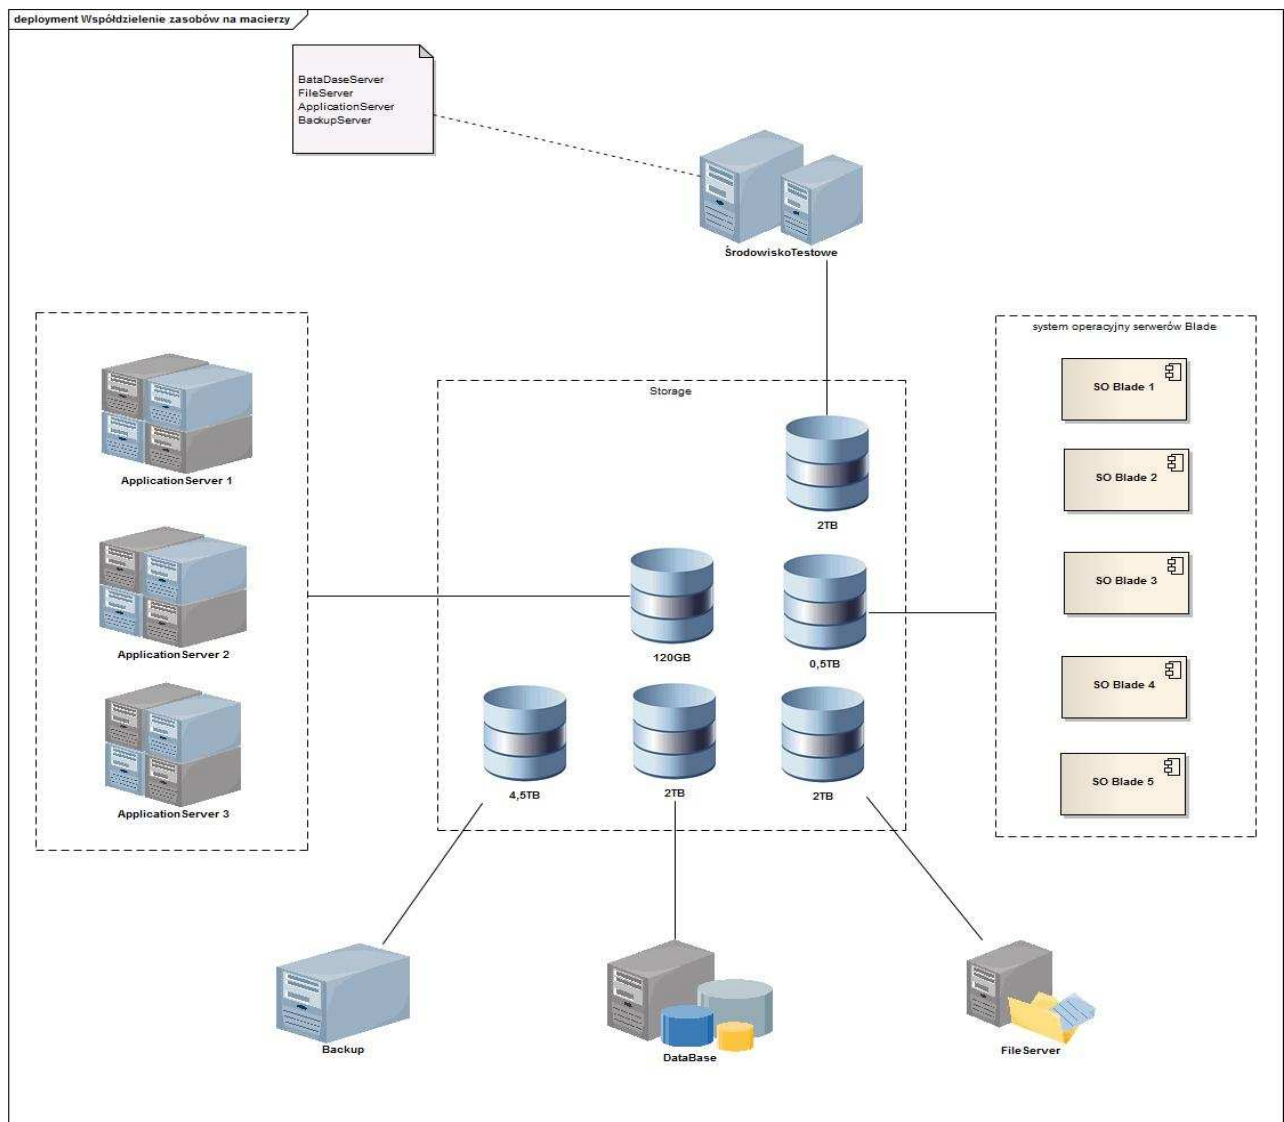 deployment Współdzielenie zasobów na macierzy
BataDaseServer
FileServer
ApplicationServer
BackupServer
ŚrodowiskoTestowe
system operacyjny serwerów Blade
SO Blade 1
SO Blade 2
SO Blade 3
SO Blade 4
SO Blade 5
Storage
ApplicationServer 1
ApplicationServer 2
ApplicationServer 3
2TB
120GB
0,5TB
4,5TB
2TB
2TB
Backup
DataBase
FileServer